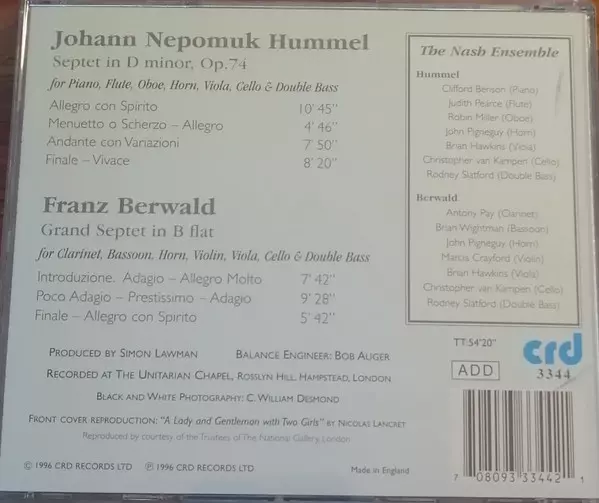 Johann Nepomuk Hummel
Septet in D minor, Op.74
for Piano, Flute, Oboe, Horn, Viola, Cello & Double Bass
Allegro con Spirito 10' 45"
Menuetto o Scherzo – Allegro 4' 46"
Andante con Variazioni 7' 50"
Finale – Vivace 8' 20"
Franz Berwald
Grand Septet in B flat
for Clarinet, Bassoon, Horn, Violin, Viola, Cello & Double Bass
Introduzione. Adagio – Allegro Molto 7' 42"
Poco Adagio – Prestissimo – Adagio 9' 28"
Finale – Allegro con Spirito 5' 42"
The Nash Ensemble
Hummel
Clifford Benson (Piano)
Judith Pearce (Flute)
Robin Miller (Oboe)
John Pigneguy (Horn)
Brian Hawkins (Viola)
Christopher van Kampen (Cello)
Rodney Slatford (Double Bass)
Berwald
Antony Pay (Clarinet)
Brian Wightman (Bassoon)
John Pigneguy (Horn)
Marcia Crayford (Violin)
Brian Hawkins (Viola)
Christopher van Kampen (Cello)
Rodney Slatford (Double Bass)
PRODUCED BY SIMON LAWMAN BALANCE ENGINEER: BOB AUGER
RECORDED AT THE UNITARIAN CHAPEL, ROSSLYN HILL, HAMPSTEAD, LONDON
BLACK AND WHITE PHOTOGRAPHY: C. WILLIAM DESMOND
FRONT COVER REPRODUCTION: "A Lady and Gentleman with Two Girls" BY NICOLAS LANCRET
Reproduced by courtesy of the Trustees of The National Gallery, London
© 1996 CRD RECORDS LTD ℗ 1996 CRD RECORDS LTD
Made in England
TT:54'20"
ADD
crd
3344
7 08093 33442 1